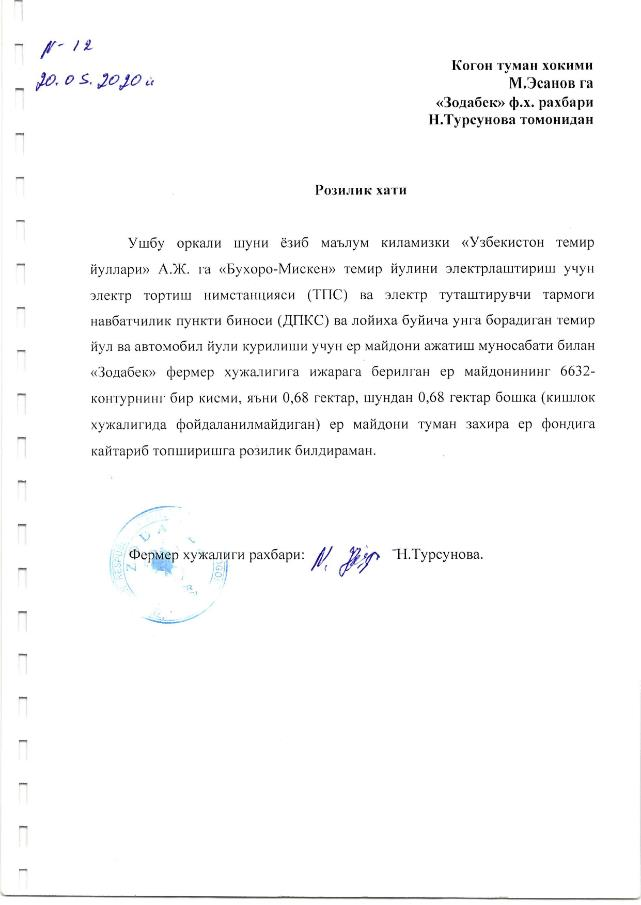 N-12
20.05.2020 й
Когон туман хокими
М.Эсанов га
«Зодабек» ф.х. рахбари
Н.Турсунова томонидан
Розилик хати
Ушбу оркали шуни ёзиб маълум киламизки «Узбекистон темир
йуллари» А.Ж. га «Бухоро-Мискен» темир йулини электрлаштириш учун
электр тортиш нимстанцияси (ТПС) ва электр туташтирувчи тармоги
навбатчилик пункти биноси (ДПКС) ва лойиха буйича унга борадиган темир
йул ва автомобил йули курилиши учун ер майдони ажатиш муносабати билан
«Зодабек» фермер хужалигига ижарага берилган ер майдонининг 6632-
контурнинг бир кисми, яъни 0,68 гектар, шундан 0,68 гектар бошка (кишлок
хужалигида фойдаланилмайдиган) ер майдони туман захира ер фондига
кайтариб топширишга розилик билдираман.
Фермер хужалиги рахбари: Н.Турсунова.